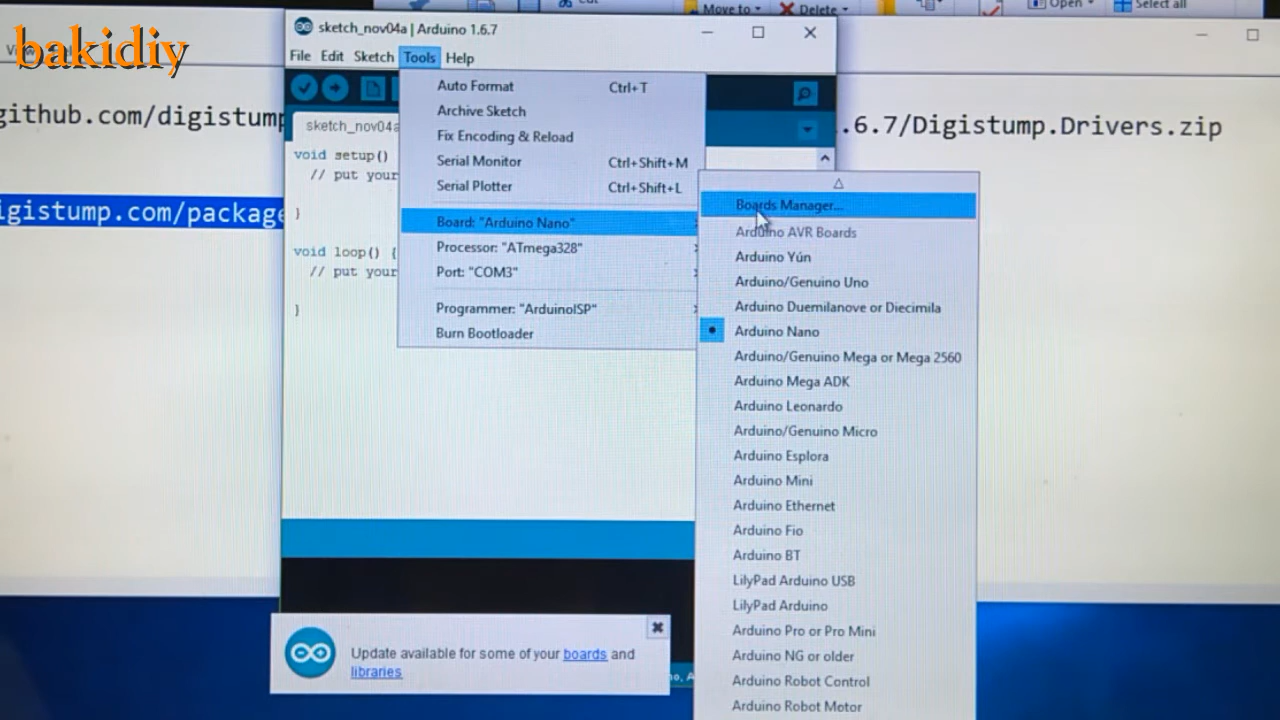 bakidiy
Move to
Delete
Open
Select all
sketch_nov04a | Arduino 1.6.7
File Edit Sketch Tools Help
github.com/digistump
.6.7/Digistump.Drivers.zip
igistump.com/package
sketch_nov04a
void setup()
// put your
}
void loop() {
// put your
}
Auto Format Ctrl+T
Archive Sketch
Fix Encoding & Reload
Serial Monitor Ctrl+Shift+M
Serial Plotter Ctrl+Shift+L
Board: "Arduino Nano"
Processor: "ATmega328"
Port: "COM3"
Programmer: "ArduinoISP"
Burn Bootloader
Boards Manager...
Arduino AVR Boards
Arduino Yún
Arduino/Genuino Uno
Arduino Duemilanove or Diecimila
Arduino Nano
Arduino/Genuino Mega or Mega 2560
Arduino Mega ADK
Arduino Leonardo
Arduino/Genuino Micro
Arduino Esplora
Arduino Mini
Arduino Ethernet
Arduino Fio
Arduino BT
LilyPad Arduino USB
LilyPad Arduino
Arduino Pro or Pro Mini
Arduino NG or older
Arduino Robot Control
Arduino Robot Motor
Update available for some of your boards and
libraries